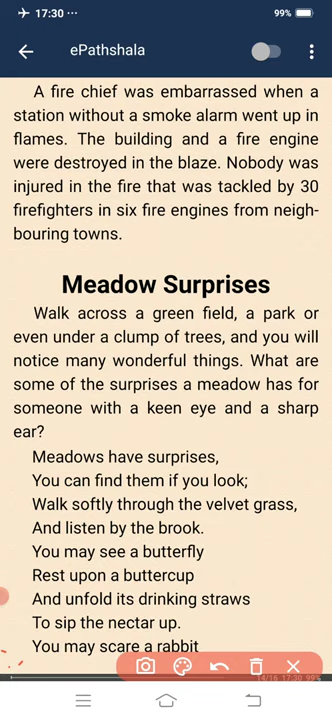 17:30 ...
99%
ePathshala
A fire chief was embarrassed when a
station without a smoke alarm went up in
flames. The building and a fire engine
were destroyed in the blaze. Nobody was
injured in the fire that was tackled by 30
firefighters in six fire engines from neigh-
bouring towns.
Meadow Surprises
Walk across a green field, a park or
even under a clump of trees, and you will
notice many wonderful things. What are
some of the surprises a meadow has for
someone with a keen eye and a sharp
ear?
Meadows have surprises,
You can find them if you look;
Walk softly through the velvet grass,
And listen by the brook.
You may see a butterfly
Rest upon a buttercup
And unfold its drinking straws
To sip the nectar up.
You may scare a rabbit
14/16 17:30 99%